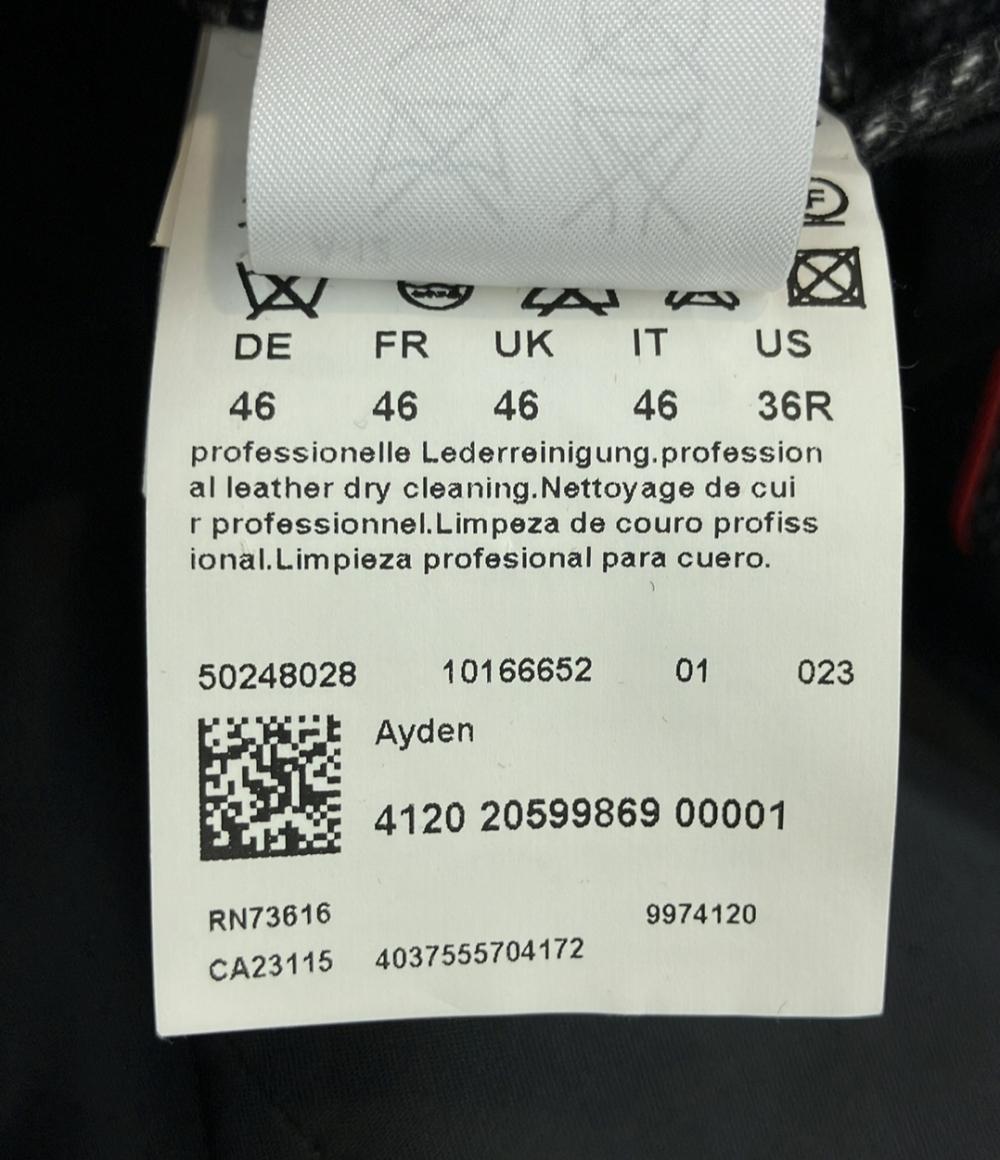 F
DE FR UK IT US
46 46 46 46 36R
professionelle Lederreinigung.profession
al leather dry cleaning.Nettoyage de cui
r professionnel.Limpeza de couro profiss
ional.Limpieza profesional para cuero.
50248028 10166652 01 023
Ayden
4120 20599869 00001
RN73616 9974120
CA23115 4037555704172